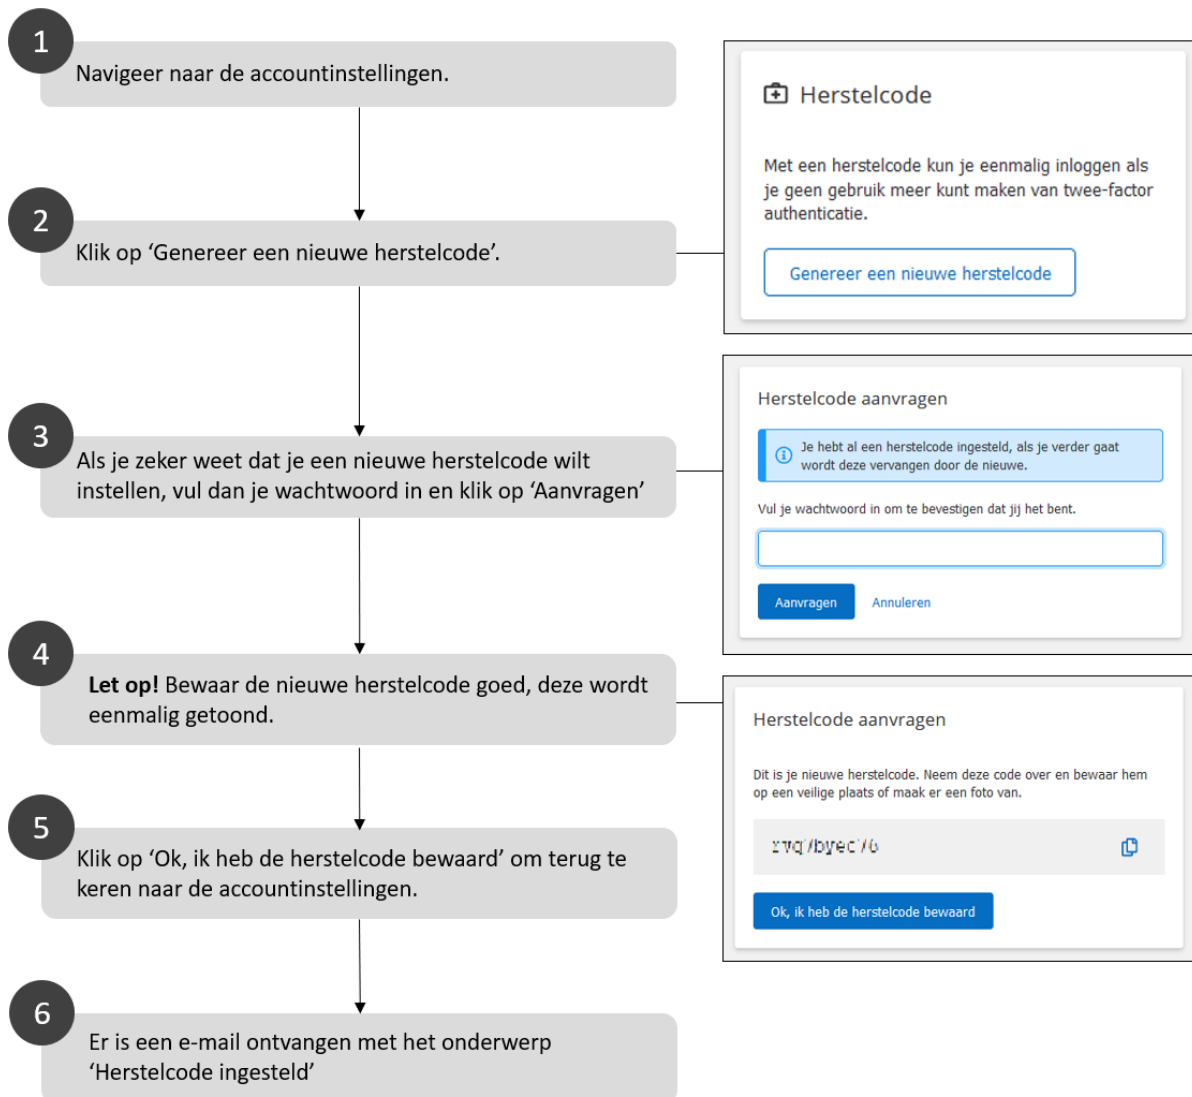 1
Navigeer naar de accountinstellingen.
Herstelcode
Met een herstelcode kun je eenmalig inloggen als
je geen gebruik meer kunt maken van twee-factor
authenticatie.
Genereer een nieuwe herstelcode
2
Klik op ‘Genereer een nieuwe herstelcode’.
3
Als je zeker weet dat je een nieuwe herstelcode wilt
instellen, vul dan je wachtwoord in en klik op ‘Aanvragen’
Herstelcode aanvragen
Je hebt al een herstelcode ingesteld, als je verder gaat
wordt deze vervangen door de nieuwe.
Vul je wachtwoord in om te bevestigen dat jij het bent.
Aanvragen
Annuleren
4
Let op! Bewaar de nieuwe herstelcode goed, deze wordt
eenmalig getoond.
Herstelcode aanvragen
Dit is je nieuwe herstelcode. Neem deze code over en bewaar hem
op een veilige plaats of maak er een foto van.
Ok, ik heb de herstelcode bewaard
5
Klik op ‘Ok, ik heb de herstelcode bewaard’ om terug te
keren naar de accountinstellingen.
6
Er is een e-mail ontvangen met het onderwerp
‘Herstelcode ingesteld’